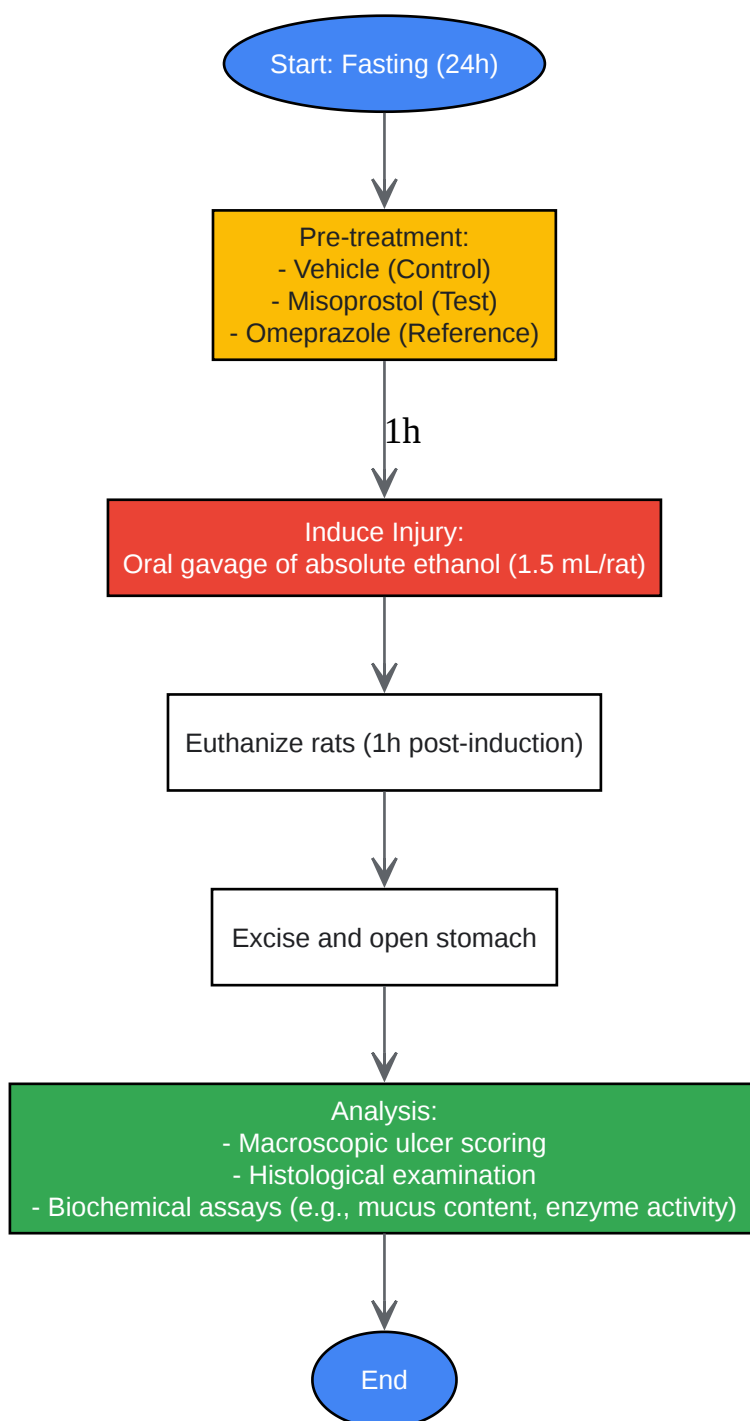 Start: Fasting (24h)
Pre-treatment:
- Vehicle (Control)
- Misoprostol (Test)
- Omeprazole (Reference)
1h
Induce Injury:
Oral gavage of absolute ethanol (1.5 mL/rat)
Euthanize rats (1h post-induction)
Excise and open stomach
Analysis:
- Macroscopic ulcer scoring
- Histological examination
- Biochemical assays (e.g., mucus content, enzyme activity)
End